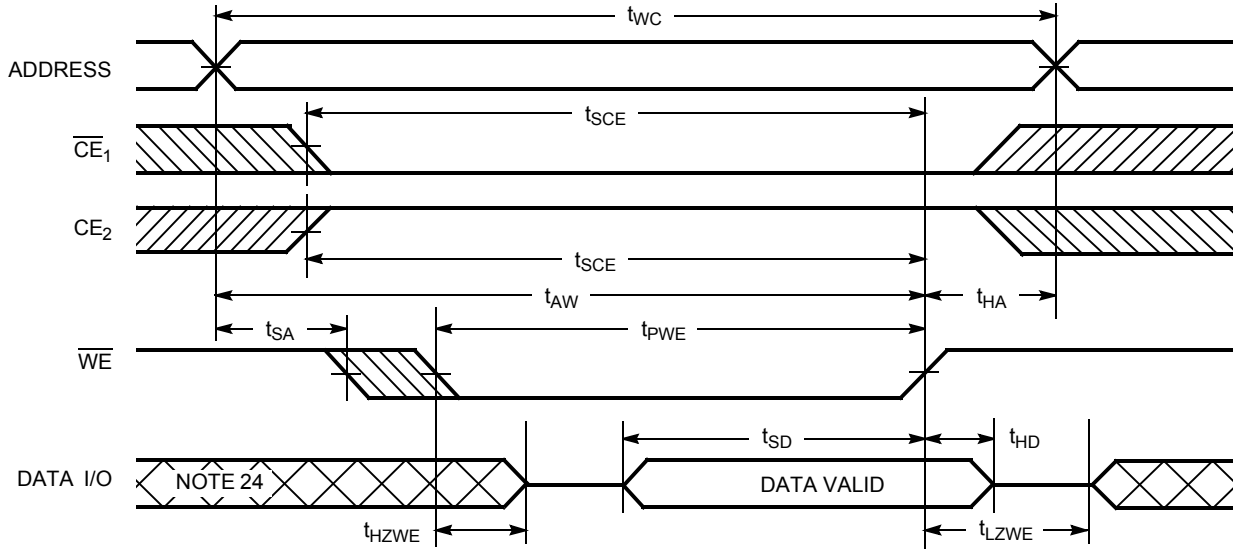 tWC
ADDRESS
tSCE
CE1
CE2
tSCE
tAW
tHA
tSA
tPWE
WE
tSD
tHD
DATA I/O
NOTE 24
DATA VALID
tHZWE
tLZWE